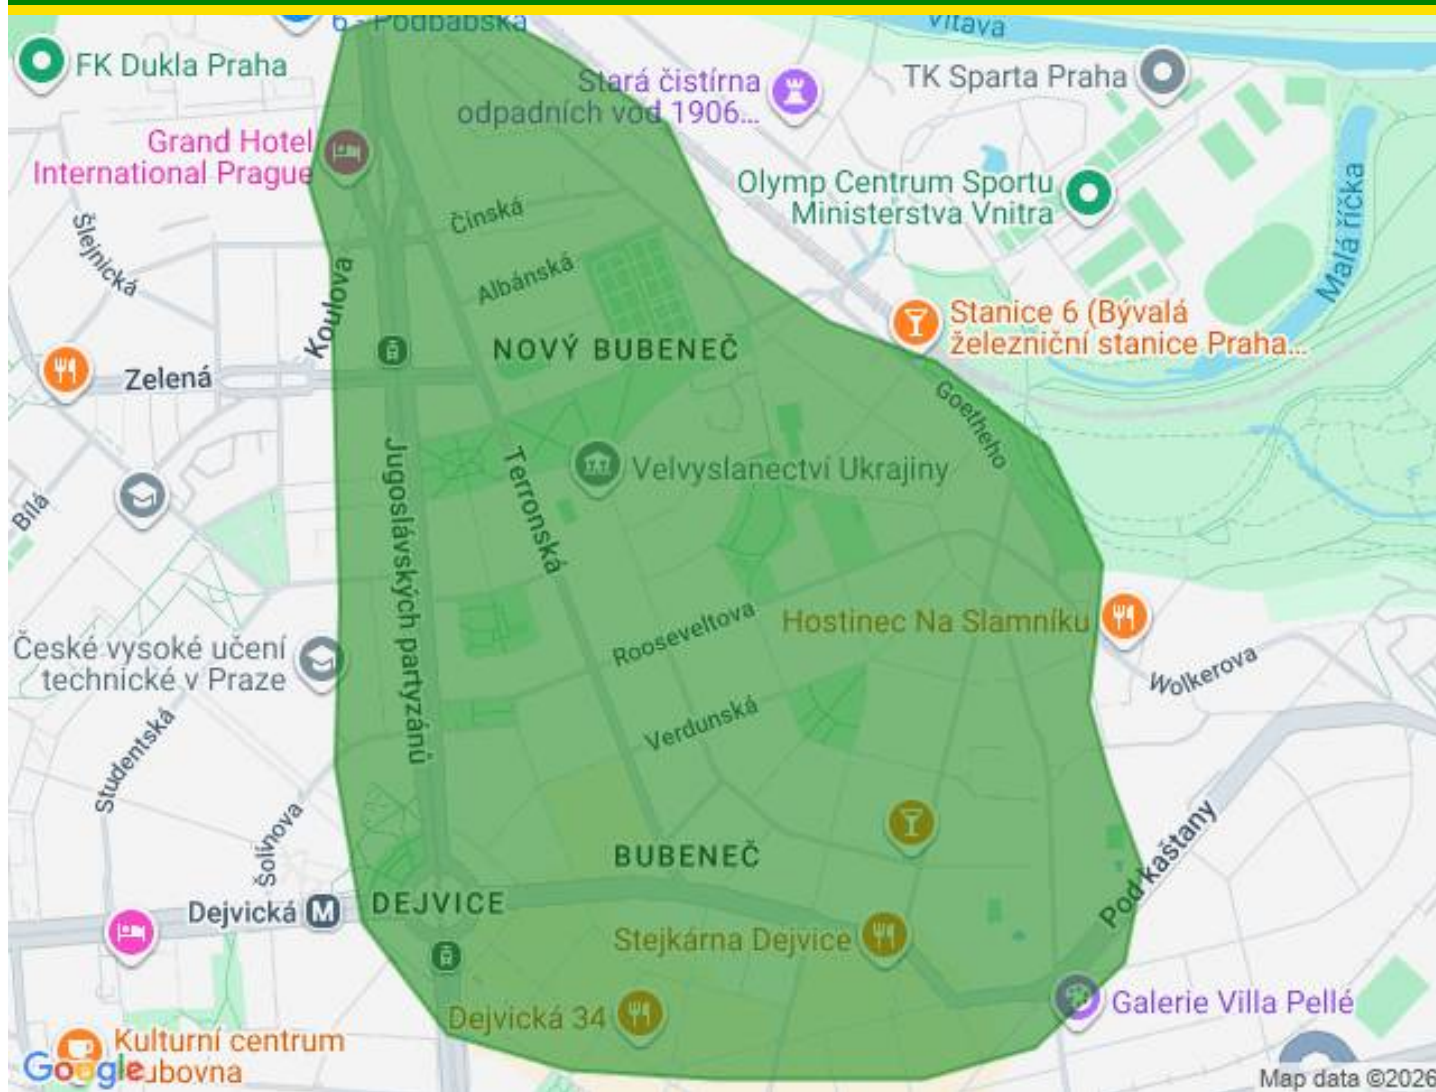 6 - Podbabská
Vltava
FK Dukla Praha
Stará čistírna
odpadních vod 1906...
TK Sparta Praha
Grand Hotel
International Prague
Olymp Centrum Sportu
Ministerstva Vnitra
Malá říčka
Šlejnická
Čínská
Albánská
Koulova
Stanice 6 (Bývalá
železniční stanice Praha...
NOVÝ BUBENEČ
Zelená
Goetheho
Jugoslávských partyzánů
Terronská
Velvyslanectví Ukrajiny
Bílá
České vysoké učení
technické v Praze
Rooseveltova
Hostinec Na Slamníku
Wolkerova
Verdunská
Studentská
Šolínova
BUBENEČ
Pod kaštany
Dejvická M
DEJVICE
Stejkárna Dejvice
Dejvická 34
Galerie Villa Pellé
Kulturní centrum
ubovna
Google
Map data ©2026